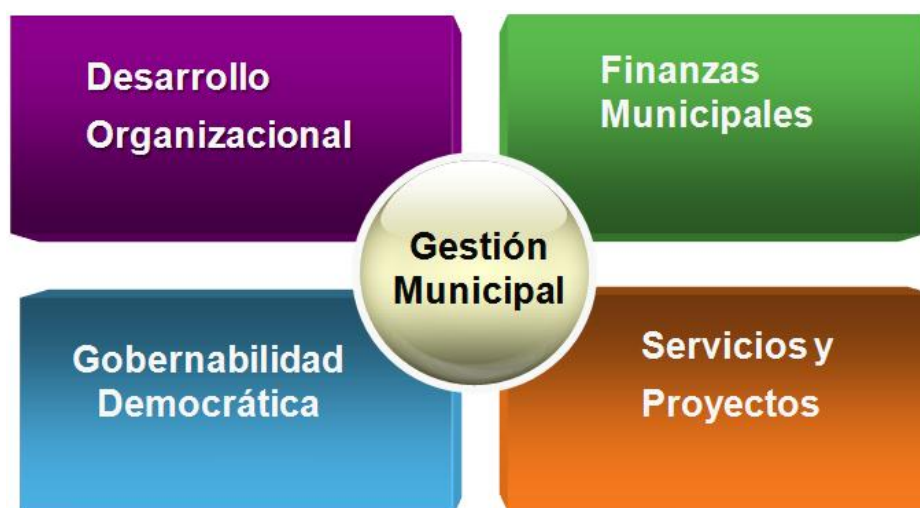 Desarrollo
Organizacional
Finanzas
Municipales
Gestión
Municipal
Gobernabilidad
Democrática
Servicios y
Proyectos